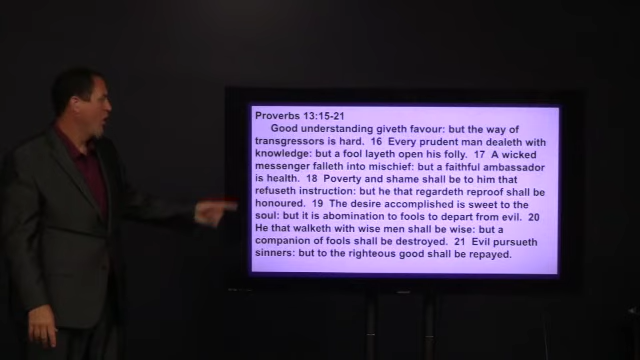 Proverbs 13:15-21
Good understanding giveth favour: but the way of
transgressors is hard. 16 Every prudent man dealeth with
knowledge: but a fool layeth open his folly. 17 A wicked
messenger falleth into mischief: but a faithful ambassador
is health. 18 Poverty and shame shall be to him that
refuseth instruction: but he that regardeth reproof shall be
honoured. 19 The desire accomplished is sweet to the
soul: but it is abomination to fools to depart from evil. 20
He that walketh with wise men shall be wise: but a
companion of fools shall be destroyed. 21 Evil pursueth
sinners: but to the righteous good shall be repayed.